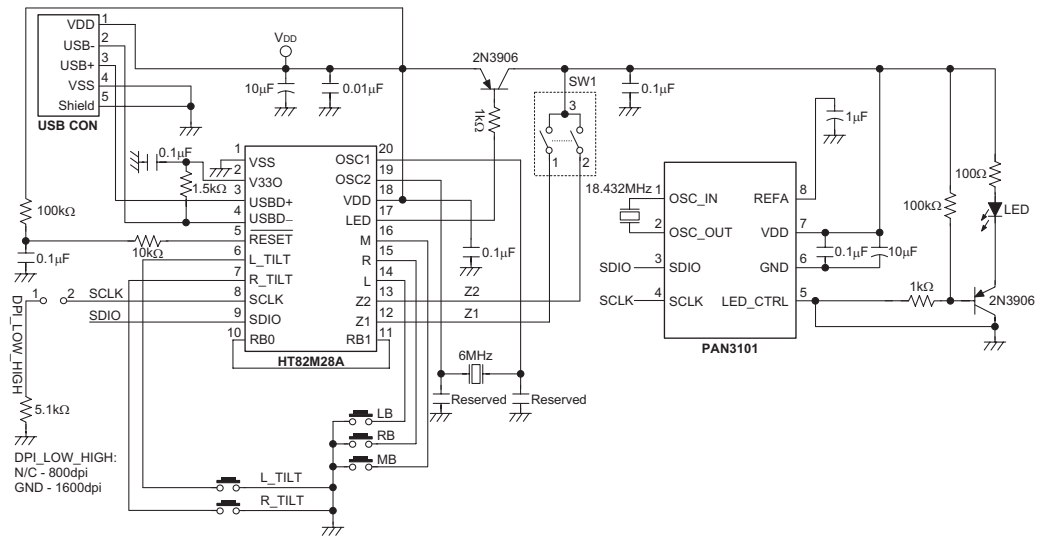 VDD 1
USB- 2
USB+ 3
VSS 4
Shield 5
USB CON
VDD
10μF
0.01μF
2N3906
1kΩ
SW1
3
1
2
0.1μF
0.1μF
1.5kΩ
100kΩ
10kΩ
0.1μF
1 VSS
2 V33O
3 USBD+
4 USBD–
5 RESET
6 L_TILT
7 R_TILT
8 SCLK
9 SDIO
10 RB0
OSC1 20
OSC2 19
VDD 18
LED 17
M 16
R 15
L 14
Z2 13
Z1 12
RB1 11
HT82M28A
0.1μF
Z2
Z1
SCLK
SDIO
1
2
DPI_LOW_HIGH
5.1kΩ
DPI_LOW_HIGH:
N/C - 800dpi
GND - 1600dpi
6MHz
Reserved
Reserved
LB
RB
MB
L_TILT
R_TILT
18.432MHz
SDIO
SCLK
1 OSC_IN
2 OSC_OUT
3 SDIO
4 SCLK
REFA 8
VDD 7
GND 6
LED_CTRL 5
PAN3101
1μF
0.1μF
10μF
100kΩ
100Ω
LED
1kΩ
2N3906